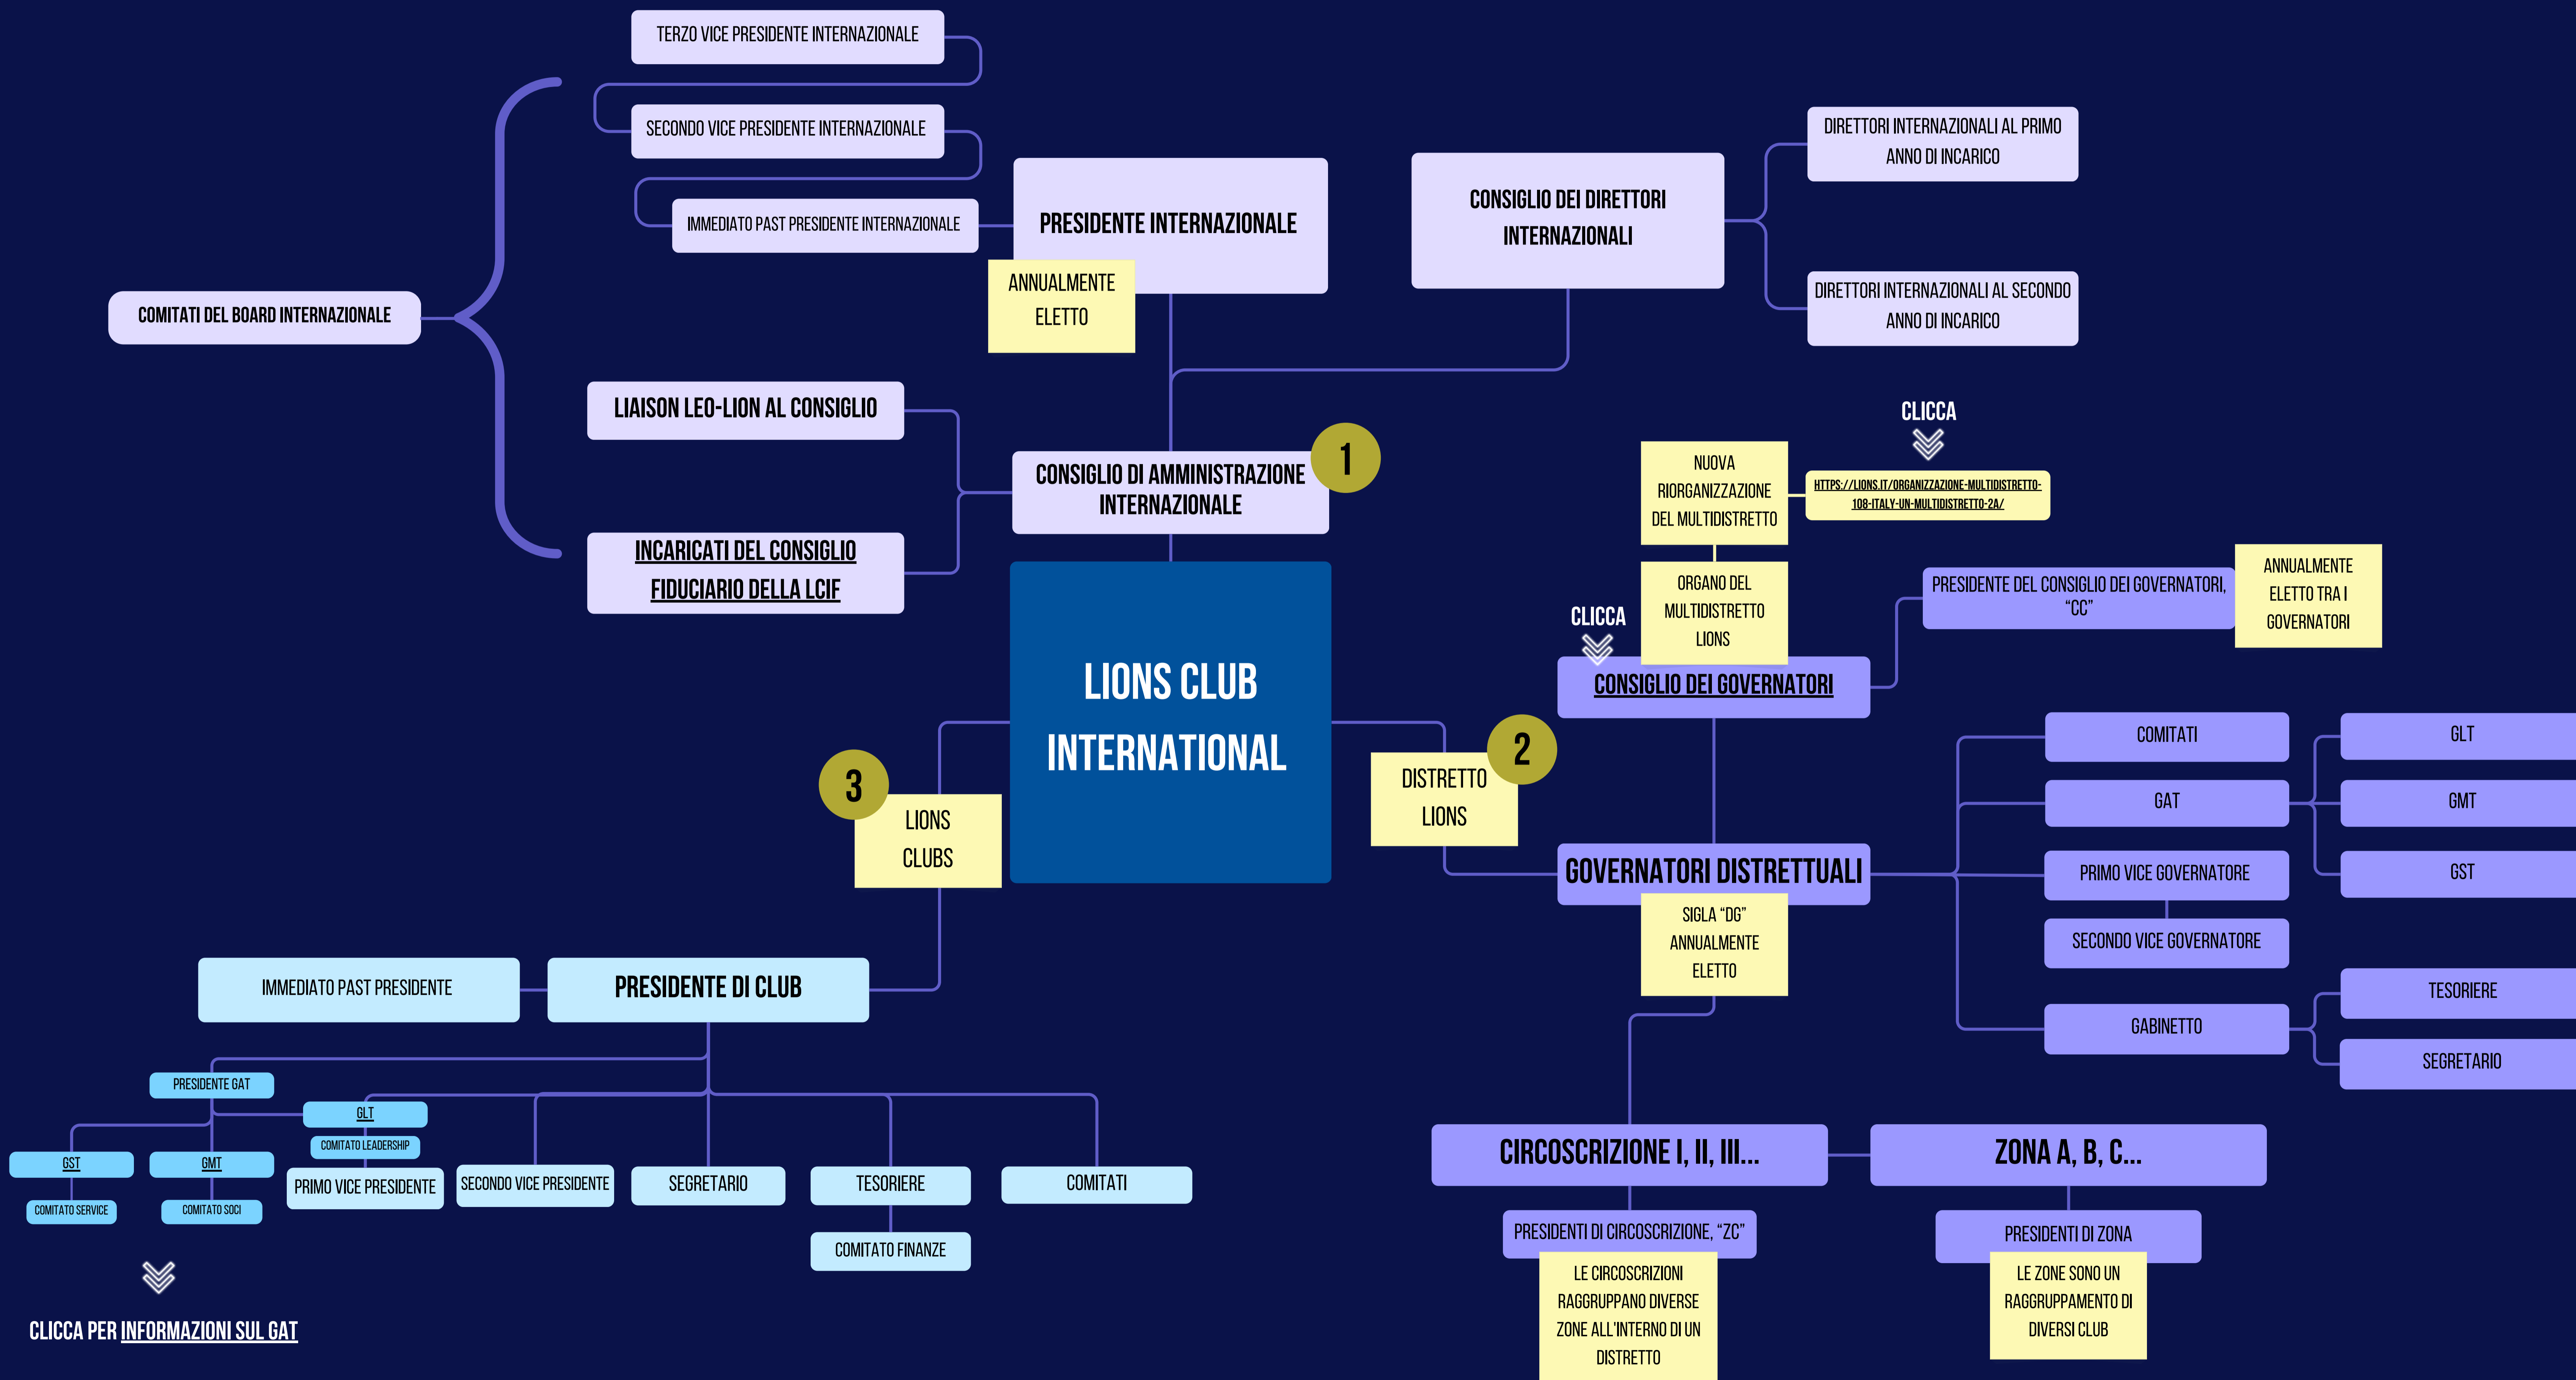 TERZO VICE PRESIDENTE INTERNAZIONALE
SECONDO VICE PRESIDENTE INTERNAZIONALE
IMMEDIATO PAST PRESIDENTE INTERNAZIONALE
PRESIDENTE INTERNAZIONALE
ANNUALMENTE
ELETTO
CONSIGLIO DEI DIRETTORI
INTERNAZIONALI
DIRETTORI INTERNAZIONALI AL PRIMO
ANNO DI INCARICO
DIRETTORI INTERNAZIONALI AL SECONDO
ANNO DI INCARICO
COMITATI DEL BOARD INTERNAZIONALE
LIAISON LEO-LION AL CONSIGLIO
INCARICATI DEL CONSIGLIO
FIDUCIARIO DELLA LCIF
CONSIGLIO DI AMMINISTRAZIONE
INTERNAZIONALE
1
LIONS CLUB
INTERNATIONAL
CLICCA
NUOVA
RIORGANIZZAZIONE
DEL MULTIDISTRETTO
HTTPS://LIONS.IT/ORGANIZZAZIONE-MULTIDISTRETTO-
108-ITALY-UN-MULTIDISTRETTO-2A/
ORGANO DEL
MULTIDISTRETTO
LIONS
CLICCA
CONSIGLIO DEI GOVERNATORI
PRESIDENTE DEL CONSIGLIO DEI GOVERNATORI,
“CC”
ANNUALMENTE
ELETTO TRA I
GOVERNATORI
2
DISTRETTO
LIONS
GOVERNATORI DISTRETTUALI
SIGLA “DG”
ANNUALMENTE
ELETTO
COMITATI
GAT
PRIMO VICE GOVERNATORE
SECONDO VICE GOVERNATORE
GABINETTO
GLT
GMT
GST
TESORIERE
SEGRETARIO
CIRCOSCRIZIONE I, II, III...
ZONA A, B, C...
PRESIDENTI DI CIRCOSCRIZIONE, “ZC”
LE CIRCOSCRIZIONI
RAGGRUPPANO DIVERSE
ZONE ALL'INTERNO DI UN
DISTRETTO
PRESIDENTI DI ZONA
LE ZONE SONO UN
RAGGRUPPAMENTO DI
DIVERSI CLUB
3
LIONS
CLUBS
IMMEDIATO PAST PRESIDENTE
PRESIDENTE DI CLUB
PRESIDENTE GAT
GLT
COMITATO LEADERSHIP
GST
GMT
PRIMO VICE PRESIDENTE
SECONDO VICE PRESIDENTE
SEGRETARIO
TESORIERE
COMITATI
COMITATO SERVICE
COMITATO SOCI
COMITATO FINANZE
CLICCA PER INFORMAZIONI SUL GAT